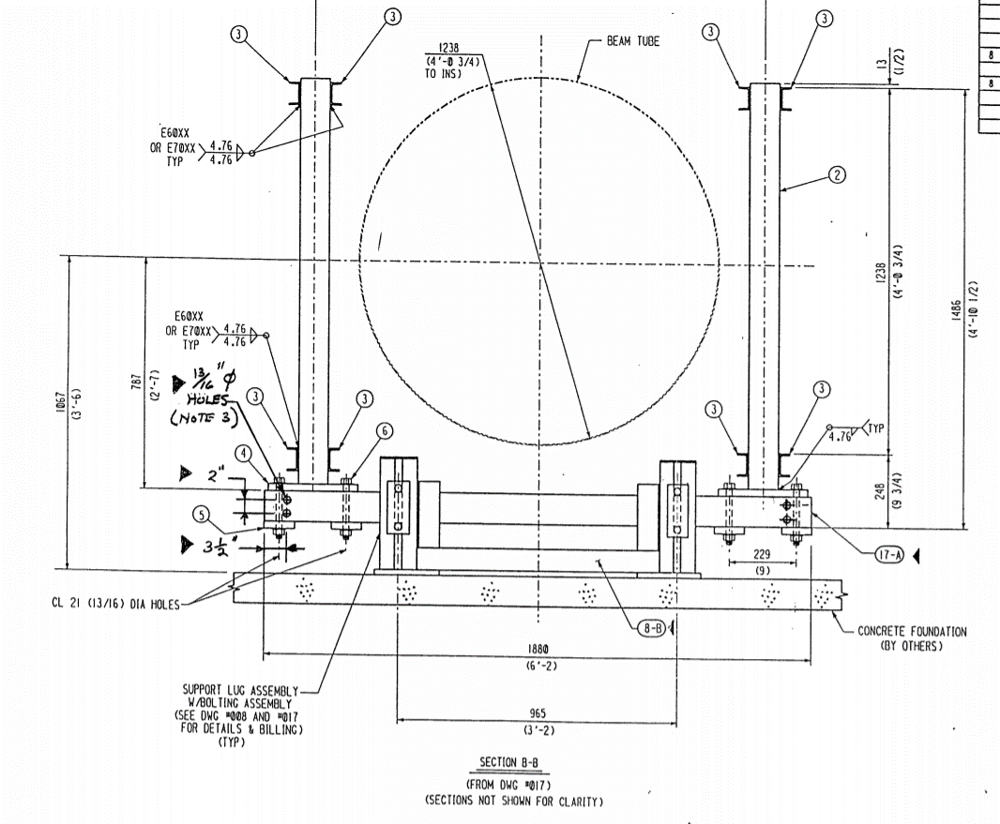 3
3
3
3
1238
(4'-0 3/4)
TO INS)
BEAM TUBE
13
(1/2)
8
8
E60XX
OR E70XX
TYP
4.76
4.76
2
1238
(4'-0 3/4)
1486
(4'-10 1/2)
1067
(3'-6)
787
(2'-7)
E60XX
OR E70XX
TYP
4.76
4.76
13/16 "φ
HOLES
(NOTE 3)
3
3
3
3
4.76
TYP
4
6
2"
5
3 1/2"
248
(9 3/4)
229
(9)
17-A
CL 21 (13/16) DIA HOLES
8-B
CONCRETE FOUNDATION
(BY OTHERS)
1880
(6'-2)
SUPPORT LUG ASSEMBLY
W/BOLTING ASSEMBLY
(SEE DWG #008 AND #017
FOR DETAILS & BILLING)
(TYP)
965
(3'-2)
SECTION B-B
(FROM DWG #017)
(SECTIONS NOT SHOWN FOR CLARITY)